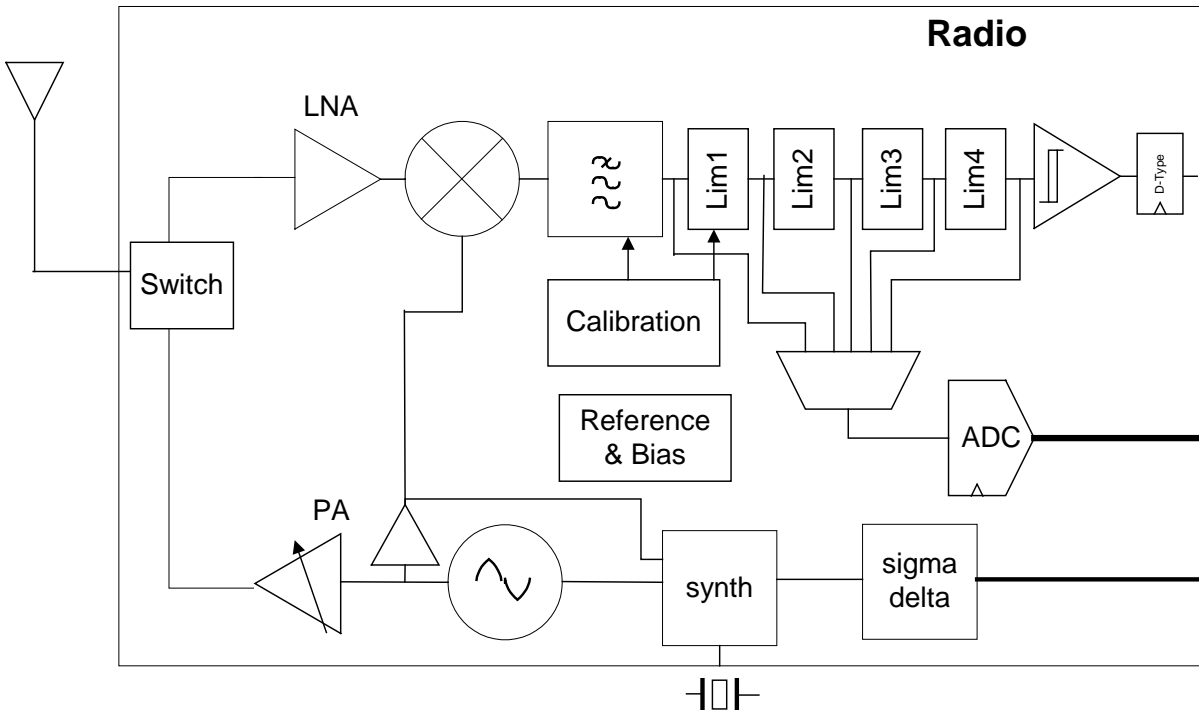 Radio
LNA
Lim1
Lim2
Lim3
Lim4
D-Type
Switch
Calibration
Reference
& Bias
ADC
PA
synth
sigma
delta